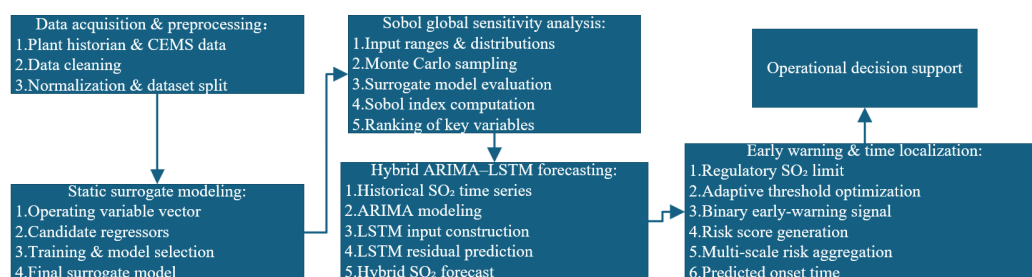 Data acquisition & preprocessing：
1.Plant historian & CEMS data
2.Data cleaning
3.Normalization & dataset split
Static surrogate modeling:
1.Operating variable vector
2.Candidate regressors
3.Training & model selection
4.Final surrogate model
Sobol global sensitivity analysis:
1.Input ranges & distributions
2.Monte Carlo sampling
3.Surrogate model evaluation
4.Sobol index computation
5.Ranking of key variables
Hybrid ARIMA–LSTM forecasting:
1.Historical SO₂ time series
2.ARIMA modeling
3.LSTM input construction
4.LSTM residual prediction
5.Hybrid SO₂ forecast
Early warning & time localization:
1.Regulatory SO₂ limit
2.Adaptive threshold optimization
3.Binary early-warning signal
4.Risk score generation
5.Multi-scale risk aggregation
6.Predicted onset time
Operational decision support